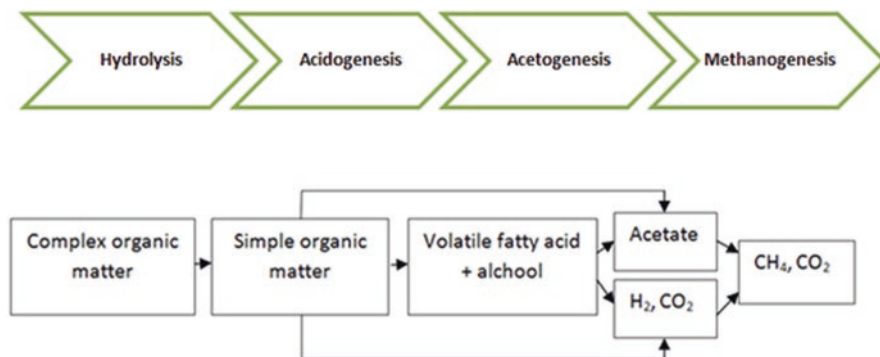 Hydrolysis
Acidogenesis
Acetogenesis
Methanogenesis
Complex organic
matter
Simple organic
matter
Volatile fatty acid
+ alchool
Acetate
H₂, CO₂
CH₄, CO₂